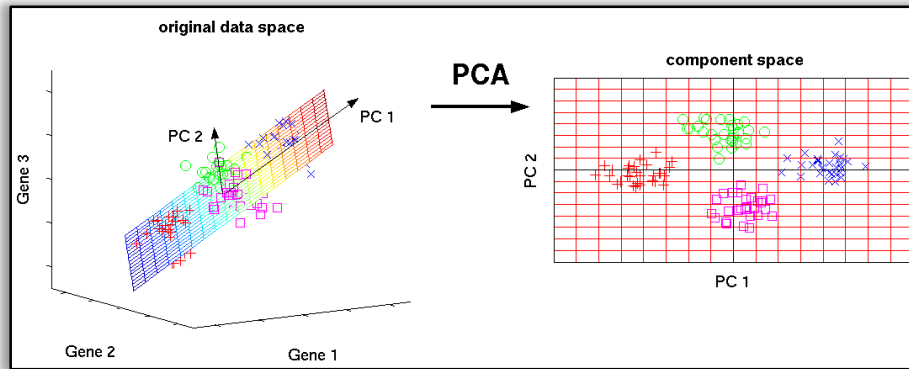 original data space
PCA
component space
PC 1
PC 2
Gene 3
Gene 2
Gene 1
PC 2
PC 1